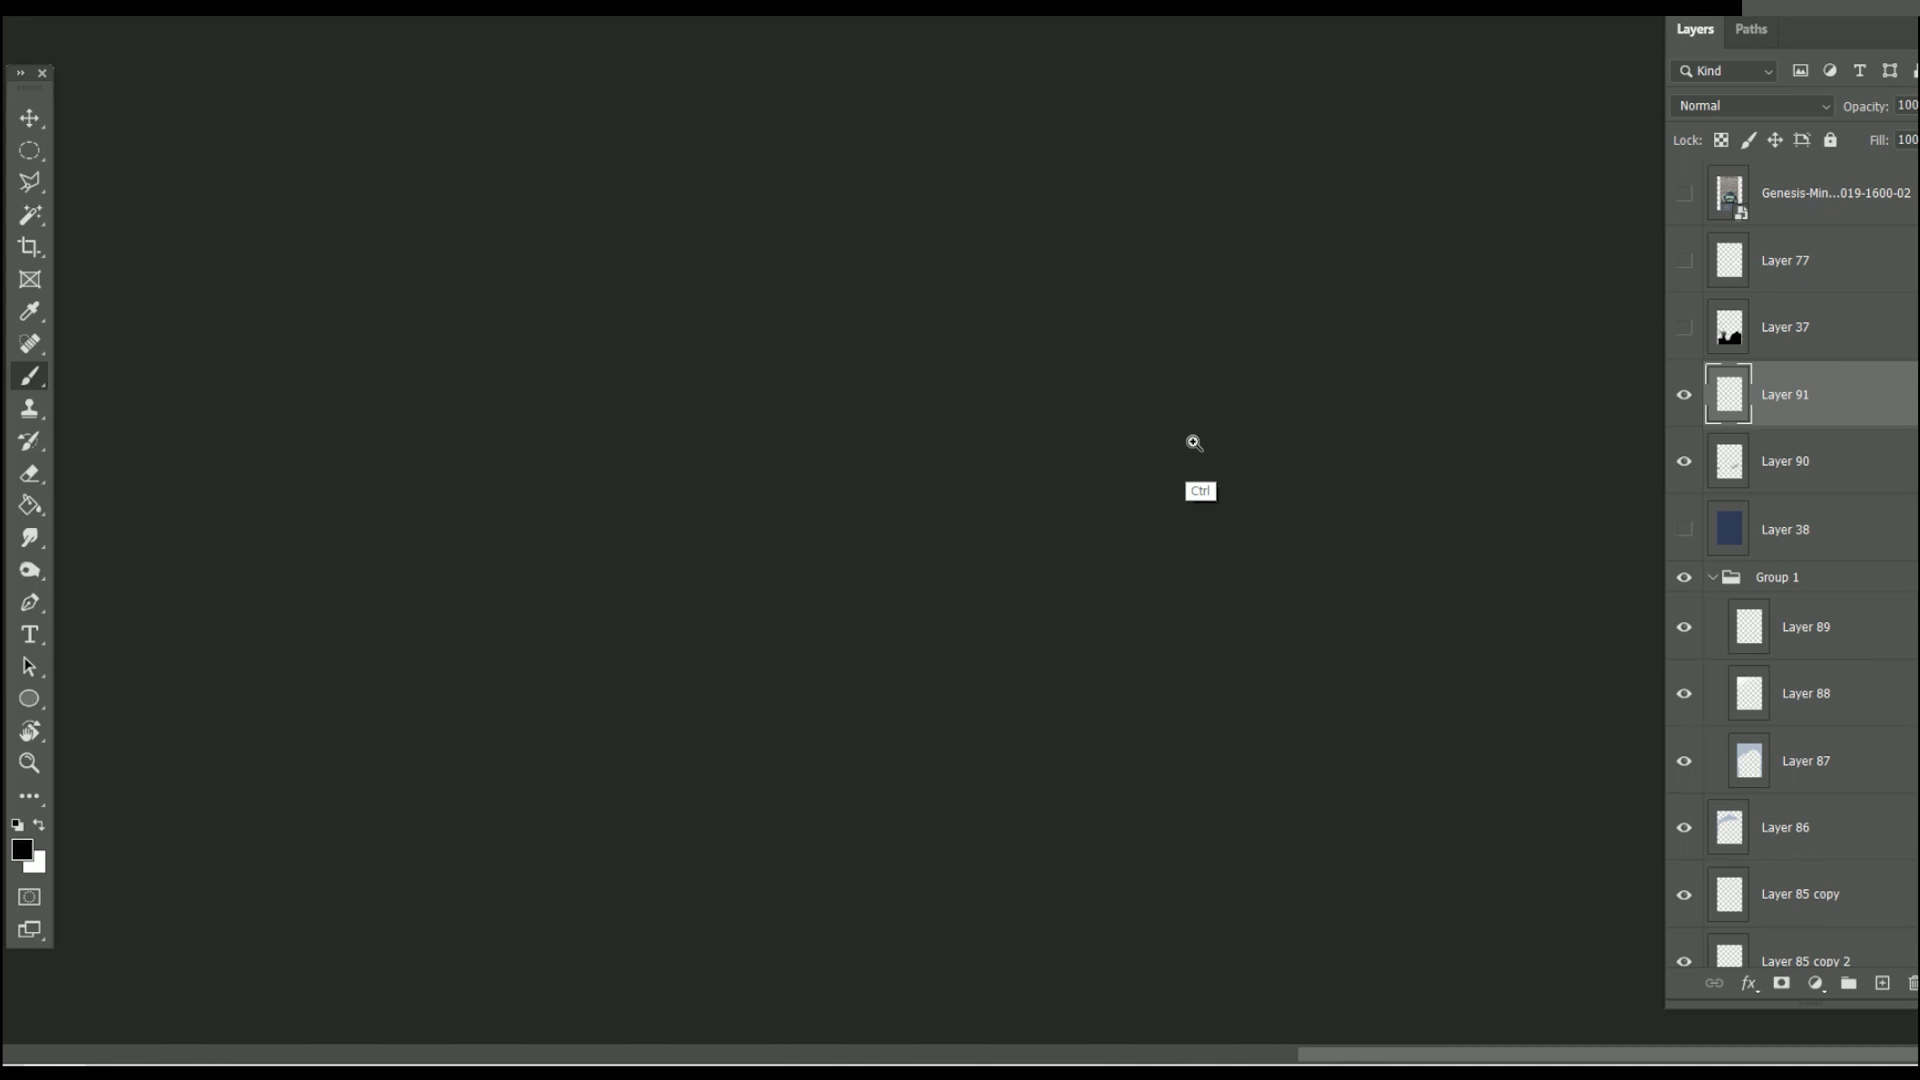 Layers Paths
Kind
Normal Opacity: 100
Lock: Fill: 100
Genesis-Min...019-1600-02
Layer 77
Layer 37
Layer 91
Layer 90
Ctrl
Layer 38
Group 1
Layer 89
Layer 88
Layer 87
Layer 86
Layer 85 copy
Layer 85 copy 2
fx